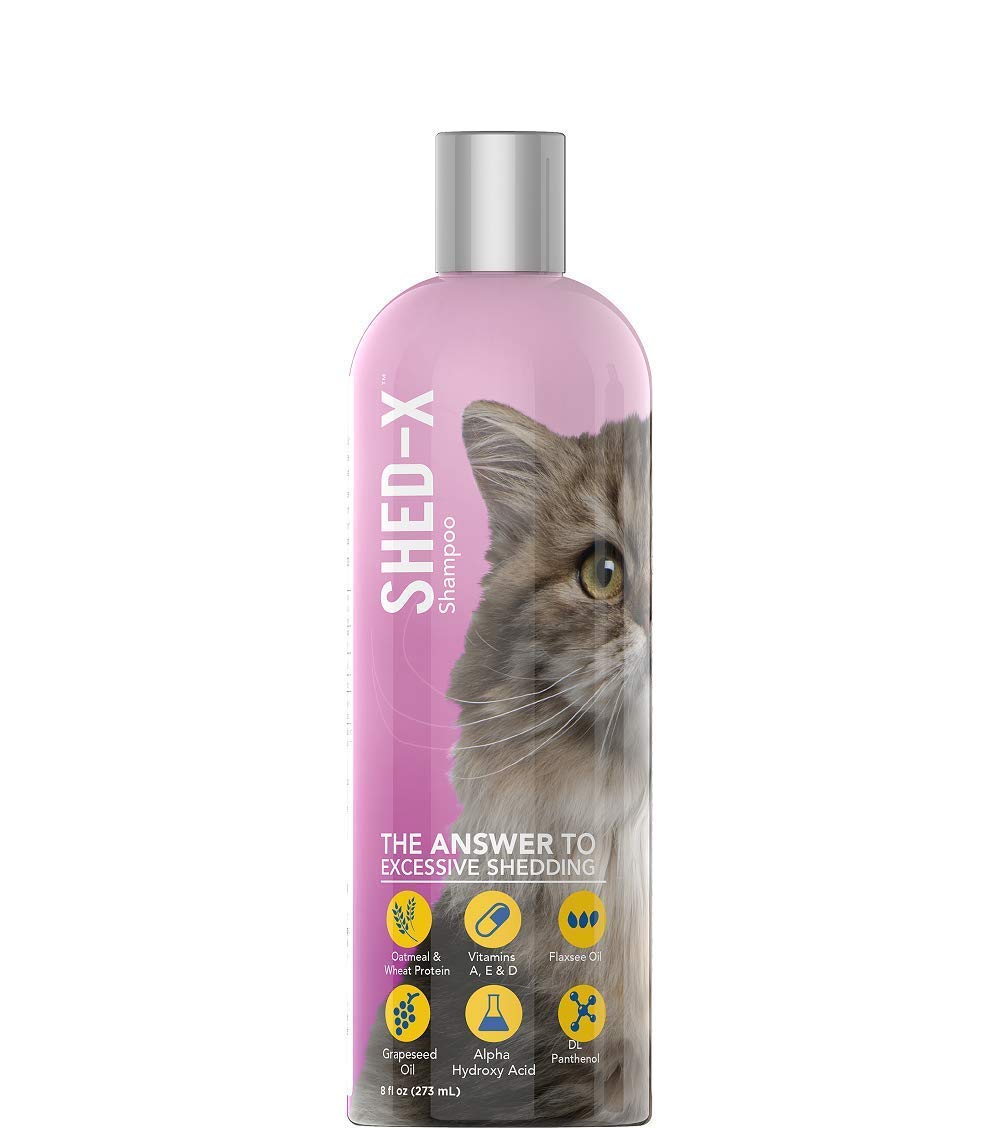 SHED-X™
Shampoo
THE ANSWER TO
EXCESSIVE SHEDDING
Oatmeal &
Wheat Protein
Vitamins
A, E & D
Flaxsee Oil
Grapeseed
Oil
Alpha
Hydroxy Acid
DL
Panthenol
8 fl oz (273 mL)